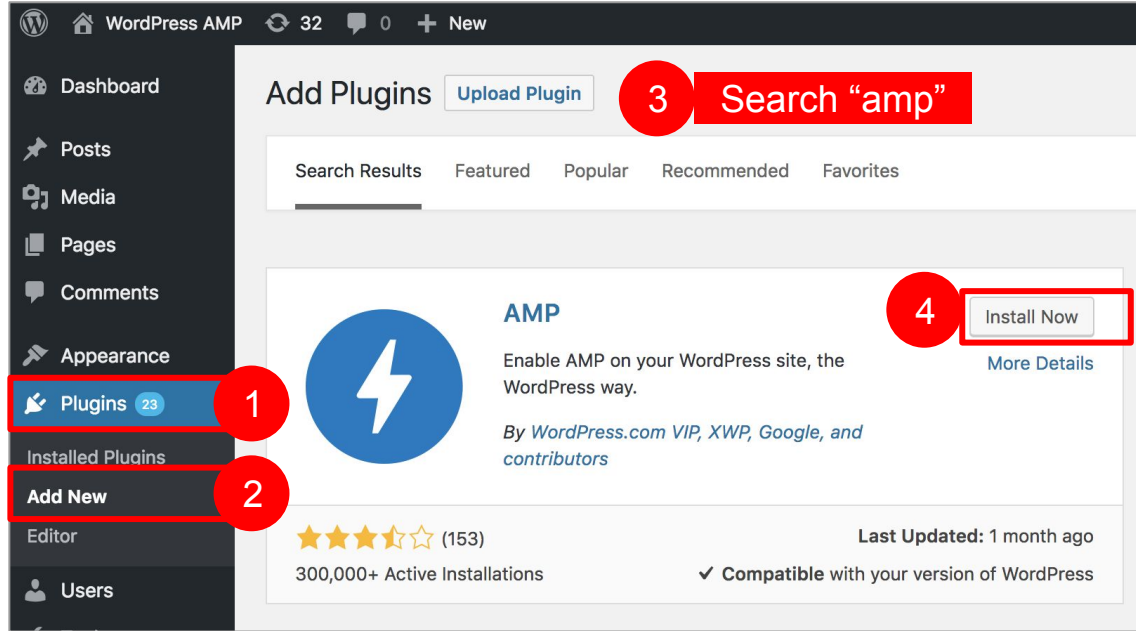 WordPress AMP 32 0 + New
Dashboard
Posts
Media
Pages
Comments
Appearance
Plugins 23
1
Installed Plugins
Add New
2
Editor
Users
Add Plugins Upload Plugin
3 Search “amp”
Search Results Featured Popular Recommended Favorites
AMP
Enable AMP on your WordPress site, the
WordPress way.
By WordPress.com VIP, XWP, Google, and
contributors
4 Install Now
More Details
(153)
300,000+ Active Installations
Last Updated: 1 month ago
✓ Compatible with your version of WordPress